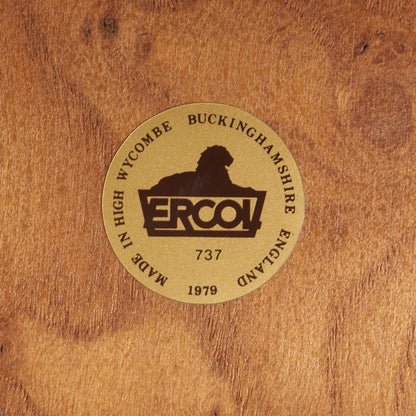 MADE IN HIGH WYCOMBE BUCKINGHAMSHIRE ENGLAND
ERCOL
737
1979